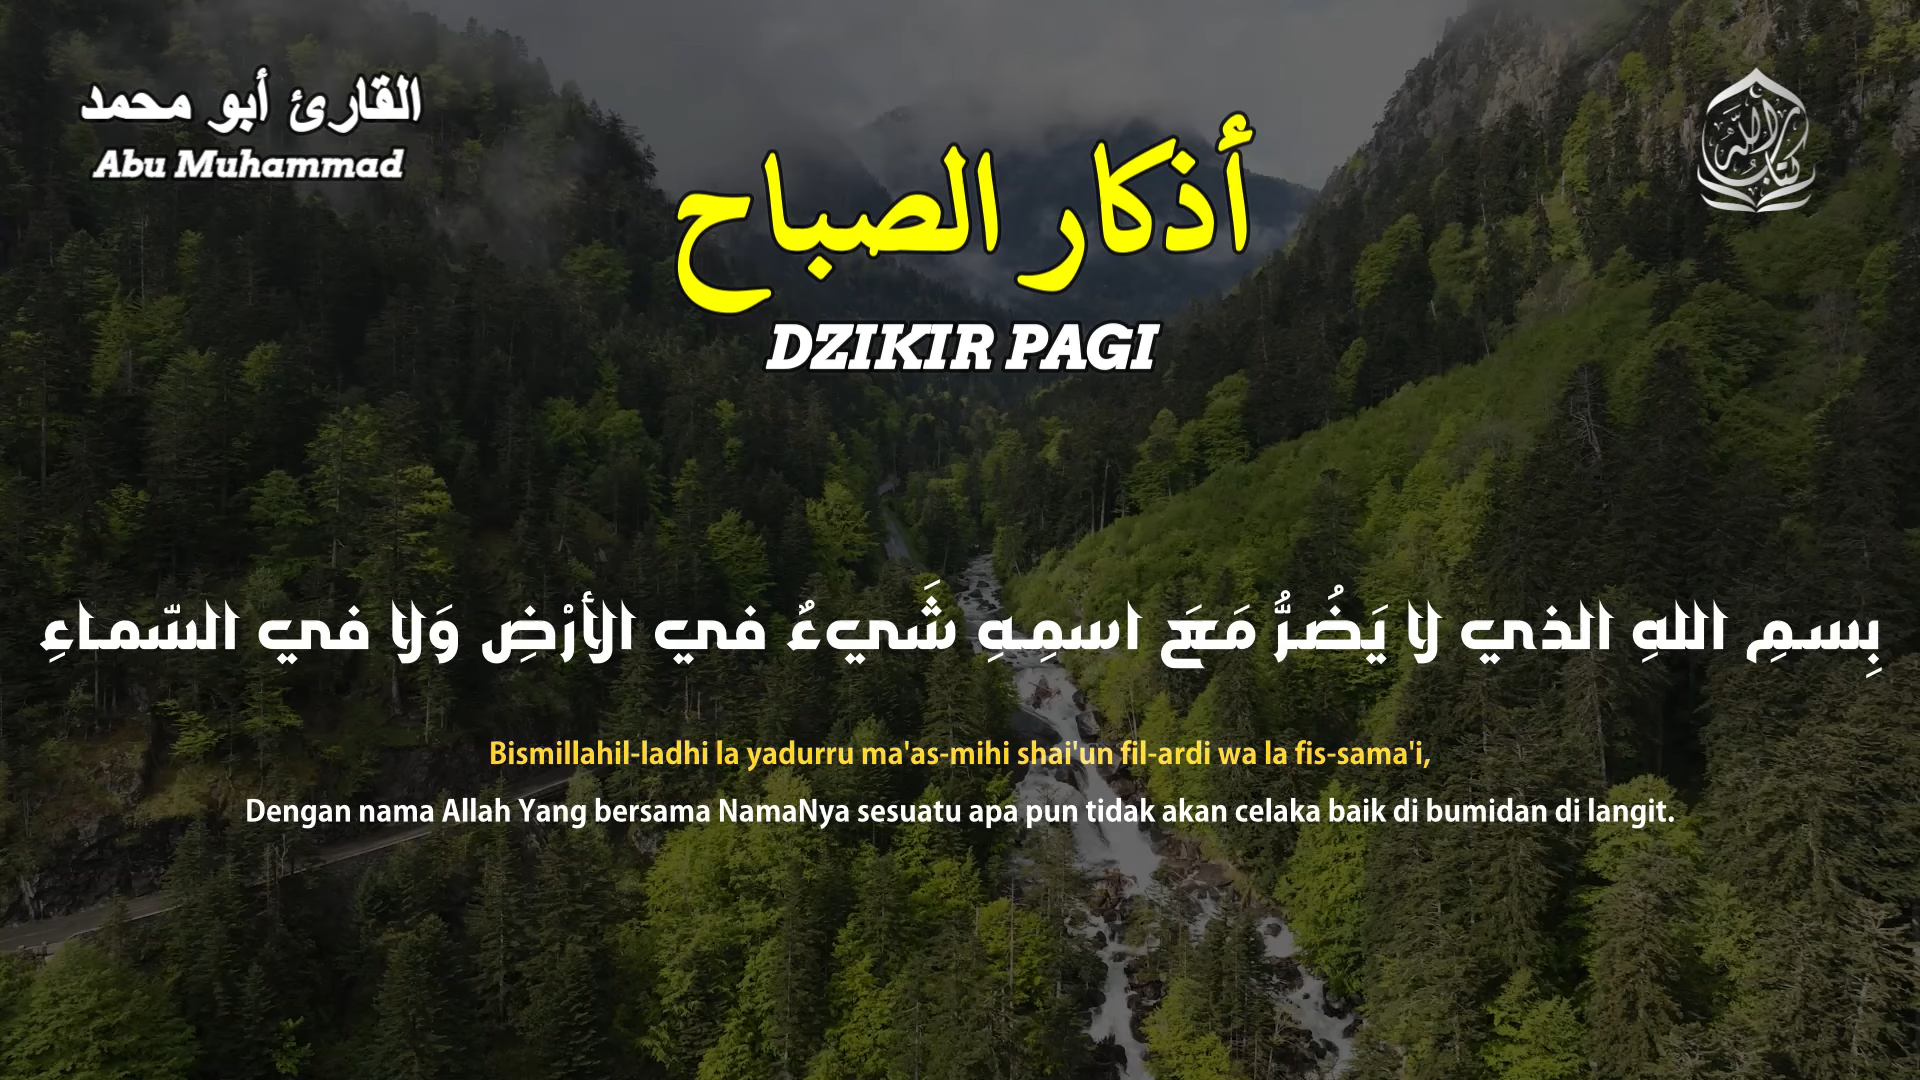 القارئ أبو محمد
Abu Muhammad
أذكار الصباح
DZIKIR PAGI
كتاب الله
بِسمِ اللهِ الذي لا يَضُرُّ مَعَ اسمِهِ شَيءٌ في الأرْضِ وَلا في السّماءِ
Bismillahil-ladhi la yadurru ma'as-mihi shai'un fil-ardi wa la fis-sama'i,
Dengan nama Allah Yang bersama NamaNya sesuatu apa pun tidak akan celaka baik di bumidan di langit.